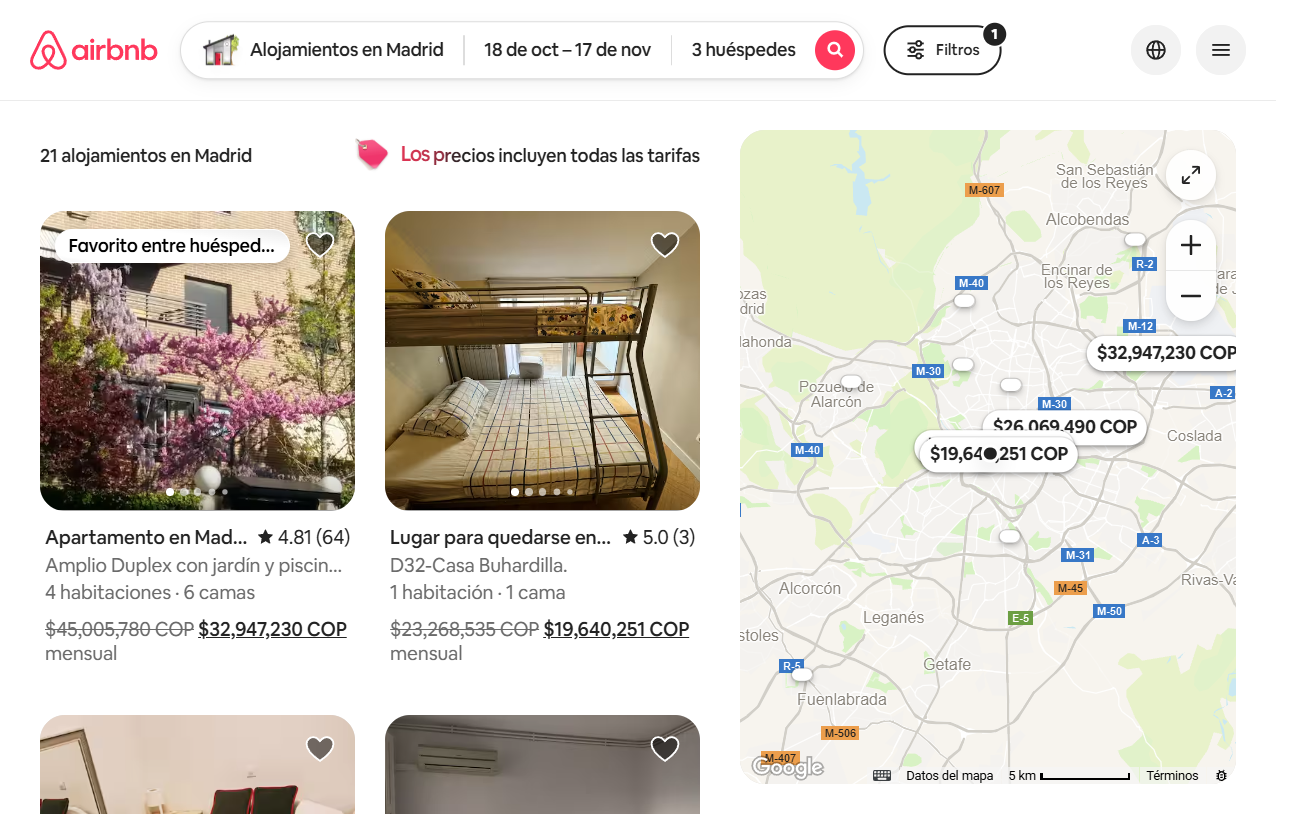 airbnb
Alojamientos en Madrid
18 de oct – 17 de nov
3 huéspedes
Filtros
1
21 alojamientos en Madrid
Los precios incluyen todas las tarifas
Favorito entre huésped...
Apartamento en Mad... ★ 4.81 (64)
Amplio Duplex con jardín y piscin...
4 habitaciones · 6 camas
$45,005,780 COP $32,947,230 COP
mensual
Lugar para quedarse en... ★ 5.0 (3)
D32-Casa Buhardilla.
1 habitación · 1 cama
$23,268,535 COP $19,640,251 COP
mensual
San Sebastián
de los Reyes
M-607
Alcobendas
R-2
Encinar de
los Reyes
M-40
ozas
drid
M-12
lahonda
$32,947,230 COP
M-30
Pozuelo de
Alarcón
A-2
M-30
$26,069,490 COP
Coslada
M-40
$19,640,251 COP
A-3
M-31
Alcorcón
M-45
Rivas-Va
M-50
Leganés
E-5
stoles
R-5
Getafe
Fuenlabrada
M-506
M-407
Google
Datos del mapa
5 km
Términos